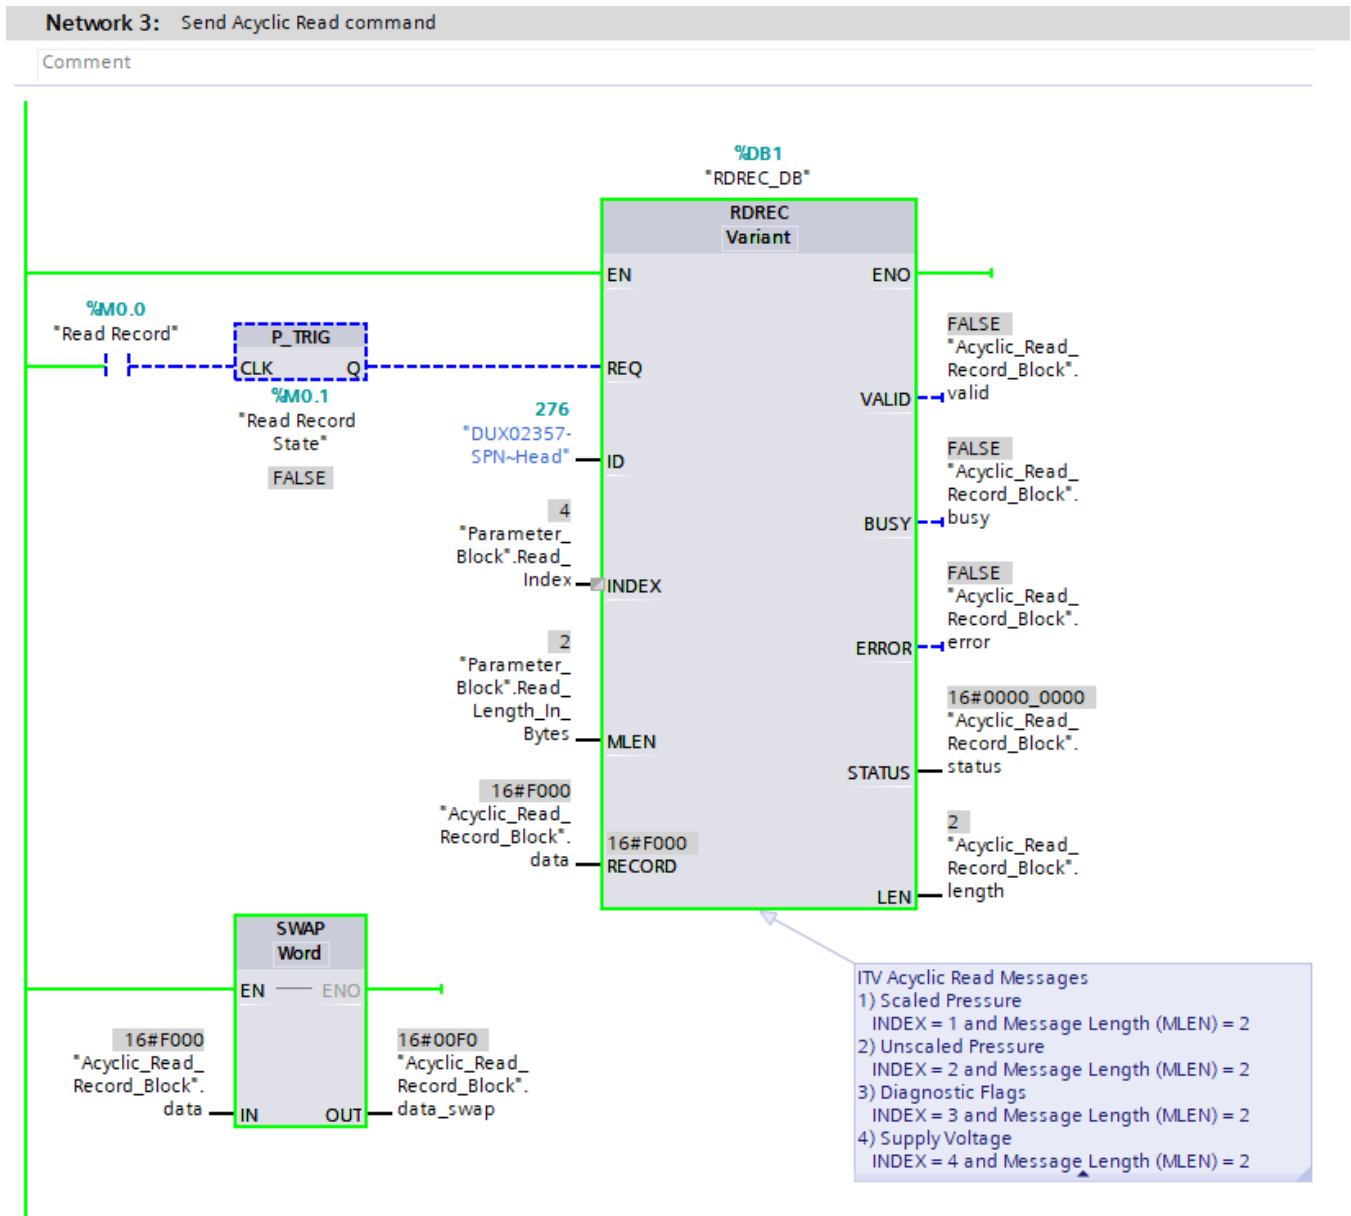 Network 3: Send Acyclic Read command
Comment
%DB1
"RDREC_DB"
RDREC
Variant
EN
ENO
%M0.0
"Read Record"
P_TRIG
CLK
Q
%M0.1
"Read Record
State"
FALSE
REQ
276
"DUX02357-
SPN~Head"
ID
4
"Parameter_
Block".Read_
Index
INDEX
2
"Parameter_
Block".Read_
Length_In_
Bytes
MLEN
16#F000
"Acyclic_Read_
Record_Block".
data
16#F000
RECORD
FALSE
"Acyclic_Read_
Record_Block".
valid
VALID
FALSE
"Acyclic_Read_
Record_Block".
busy
BUSY
FALSE
"Acyclic_Read_
Record_Block".
error
ERROR
16#0000_0000
"Acyclic_Read_
Record_Block".
status
STATUS
2
"Acyclic_Read_
Record_Block".
length
LEN
SWAP
Word
EN
ENO
16#F000
"Acyclic_Read_
Record_Block".
data
IN
OUT
16#00F0
"Acyclic_Read_
Record_Block".
data_swap
ITV Acyclic Read Messages
1) Scaled Pressure
INDEX = 1 and Message Length (MLEN) = 2
2) Unscaled Pressure
INDEX = 2 and Message Length (MLEN) = 2
3) Diagnostic Flags
INDEX = 3 and Message Length (MLEN) = 2
4) Supply Voltage
INDEX = 4 and Message Length (MLEN) = 2